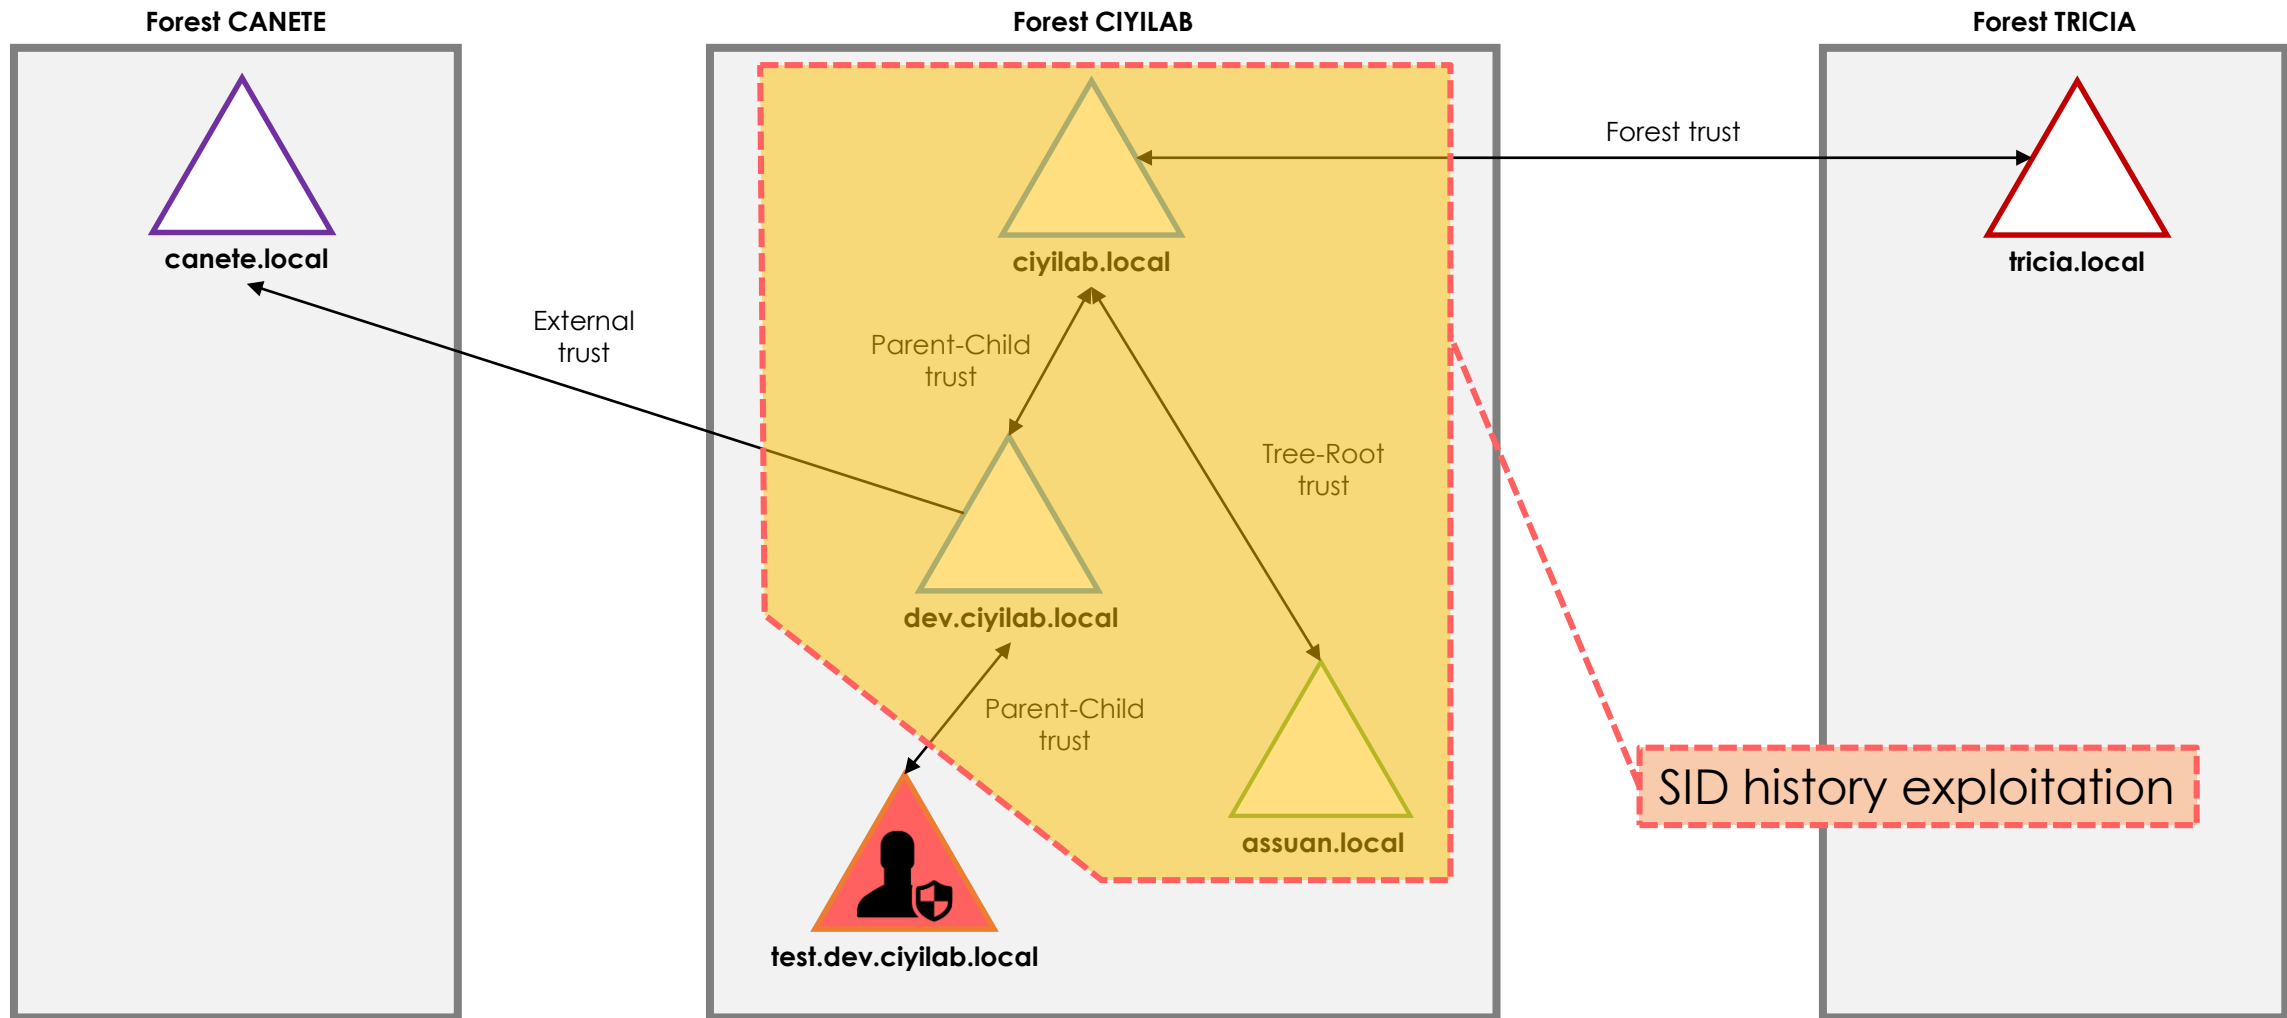 Forest CANETE
Forest CIYILAB
Forest TRICIA
Forest trust
canete.local
ciyilab.local
tricia.local
External
trust
Parent-Child
trust
Tree-Root
trust
dev.ciyilab.local
Parent-Child
trust
SID history exploitation
assuan.local
test.dev.ciyilab.local